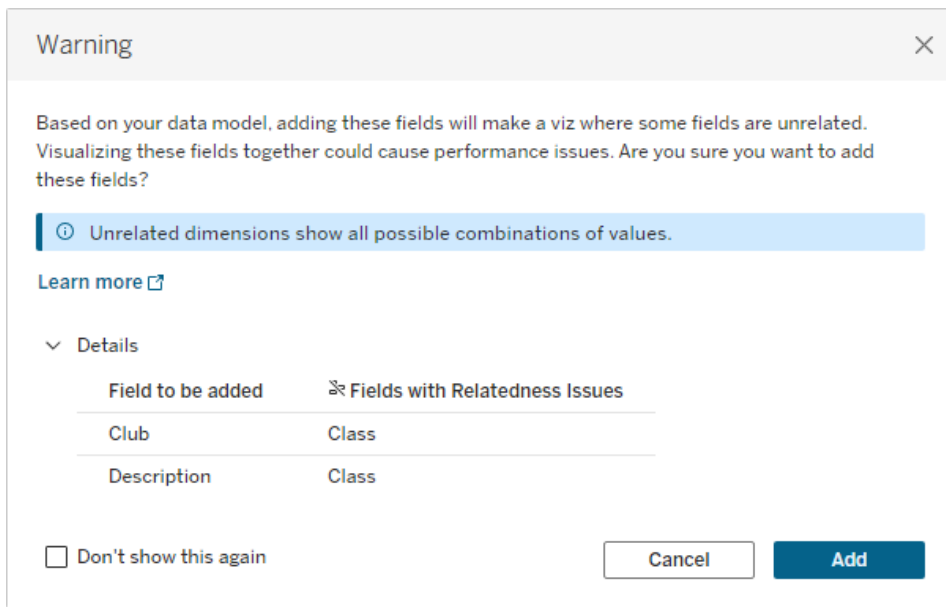 Warning
Based on your data model, adding these fields will make a viz where some fields are unrelated.
Visualizing these fields together could cause performance issues. Are you sure you want to add
these fields?
Unrelated dimensions show all possible combinations of values.
Learn more
Details
Field to be added Fields with Relatedness Issues
Club Class
Description Class
Don't show this again Cancel Add